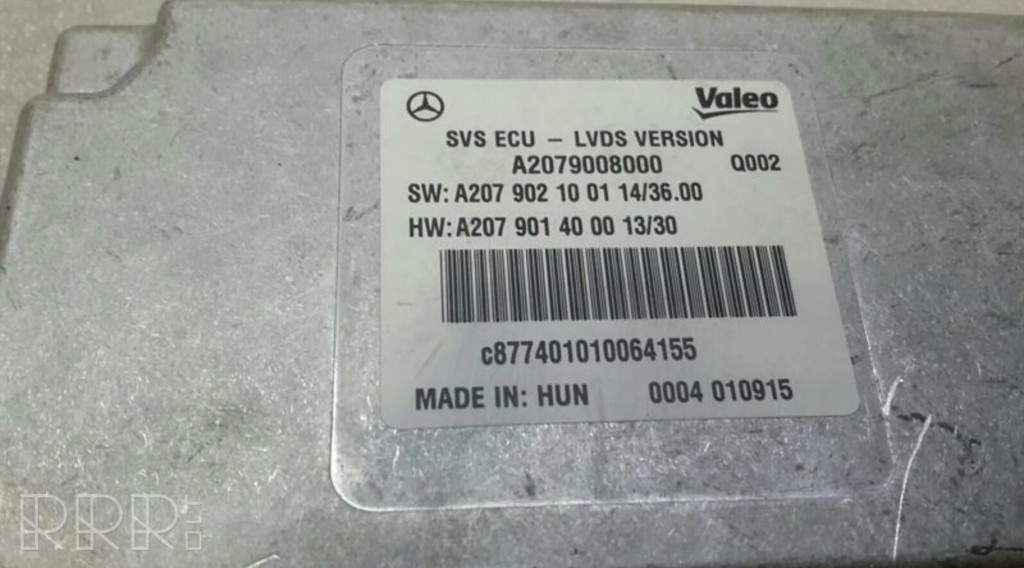 Valeo
SVS ECU – LVDS VERSION
A2079008000 Q002
SW: A207 902 10 01 14/36.00
HW: A207 901 40 00 13/30
c877401010064155
MADE IN: HUN 0004 010915
RRR: